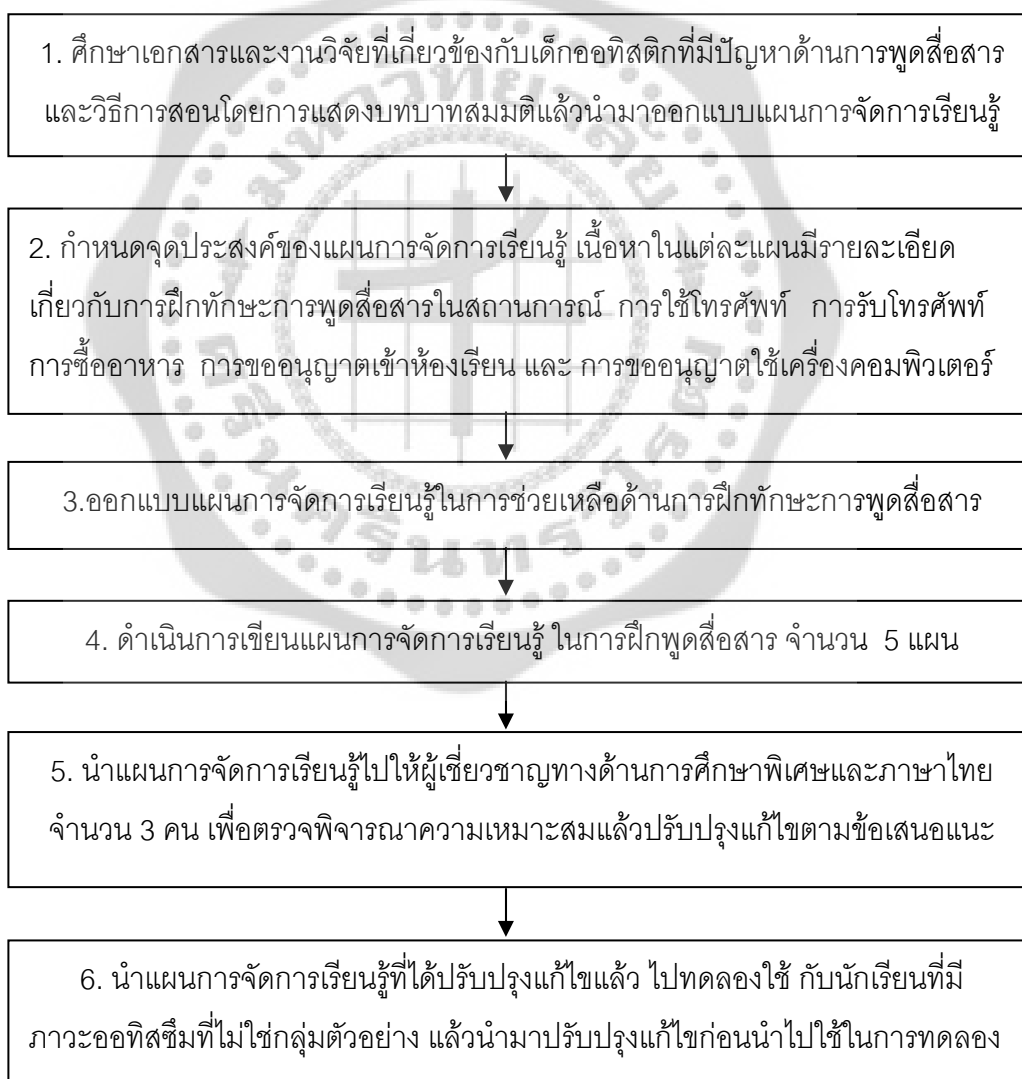 1. ศึกษาเอกสารและงานวิจัยที่เกี่ยวข้องกับเด็กออทิสติกที่มีปัญหาด้านการพูดสื่อสาร
และวิธีการสอนโดยการแสดงบทบาทสมมติแล้วนำมาออกแบบแผนการจัดการเรียนรู้
2. กำหนดจุดประสงค์ของแผนการจัดการเรียนรู้ เนื้อหาในแต่ละแผนมีรายละเอียด
เกี่ยวกับการฝึกทักษะการพูดสื่อสารในสถานการณ์ การใช้โทรศัพท์ การรับโทรศัพท์
การซื้ออาหาร การขออนุญาตเข้าห้องเรียน และ การขออนุญาตใช้เครื่องคอมพิวเตอร์
3.ออกแบบแผนการจัดการเรียนรู้ในการช่วยเหลือด้านการฝึกทักษะการพูดสื่อสาร
4. ดำเนินการเขียนแผนการจัดการเรียนรู้ ในการฝึกพูดสื่อสาร จำนวน 5 แผน
5. นำแผนการจัดการเรียนรู้ไปให้ผู้เชี่ยวชาญทางด้านการศึกษาพิเศษและภาษาไทย
จำนวน 3 คน เพื่อตรวจพิจารณาความเหมาะสมแล้วปรับปรุงแก้ไขตามข้อเสนอแนะ
6. นำแผนการจัดการเรียนรู้ที่ได้ปรับปรุงแก้ไขแล้ว ไปทดลองใช้ กับนักเรียนที่มี
ภาวะออทิสซึมที่ไม่ใช่กลุ่มตัวอย่าง แล้วนำมาปรับปรุงแก้ไขก่อนนำไปใช้ในการทดลอง
มหาวิทยาลัย
ศรีนครินทรวิโรฒ